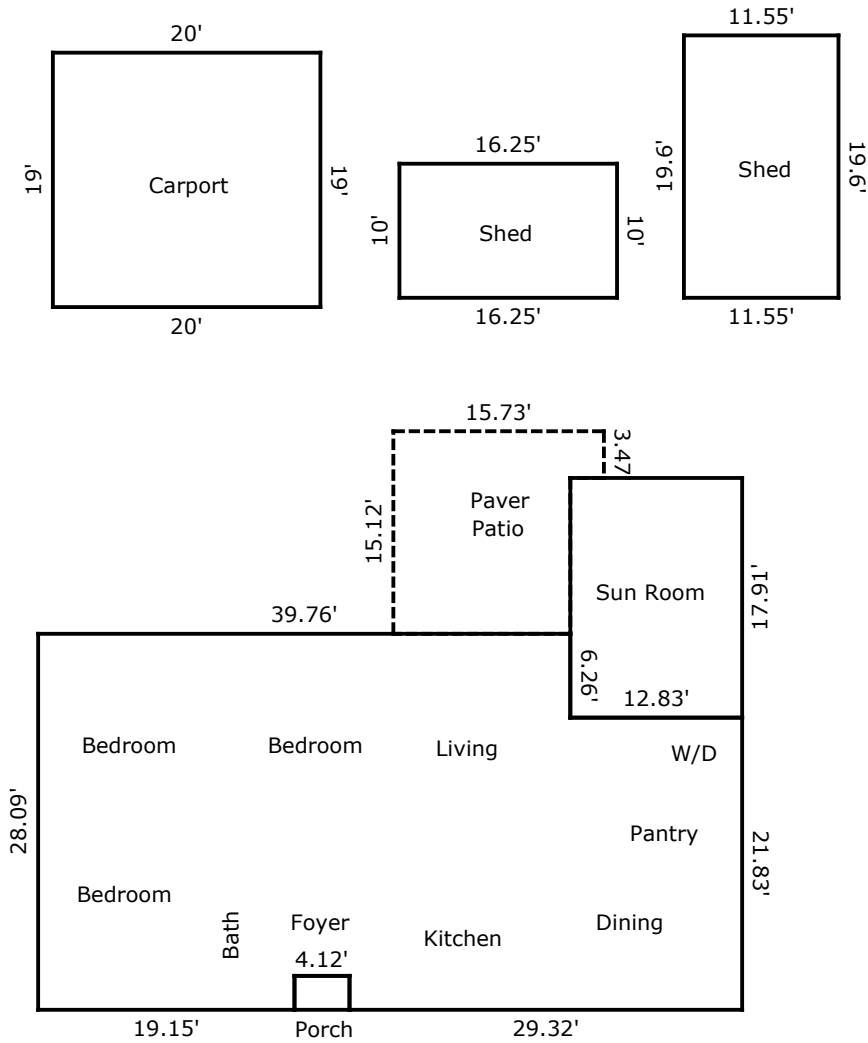 20'
19'
Carport
19'
20'
16.25'
10'
Shed
10'
16.25'
11.55'
19.6'
Shed
19.6'
11.55'
15.73'
3.47
15.12'
Paver
Patio
39.76'
Sun Room
17.91'
6.26'
12.83'
Bedroom
Bedroom
Living
W/D
28.09'
Pantry
21.83'
Bedroom
Bath
Foyer
Kitchen
Dining
4.12'
19.15'
Porch
29.32'